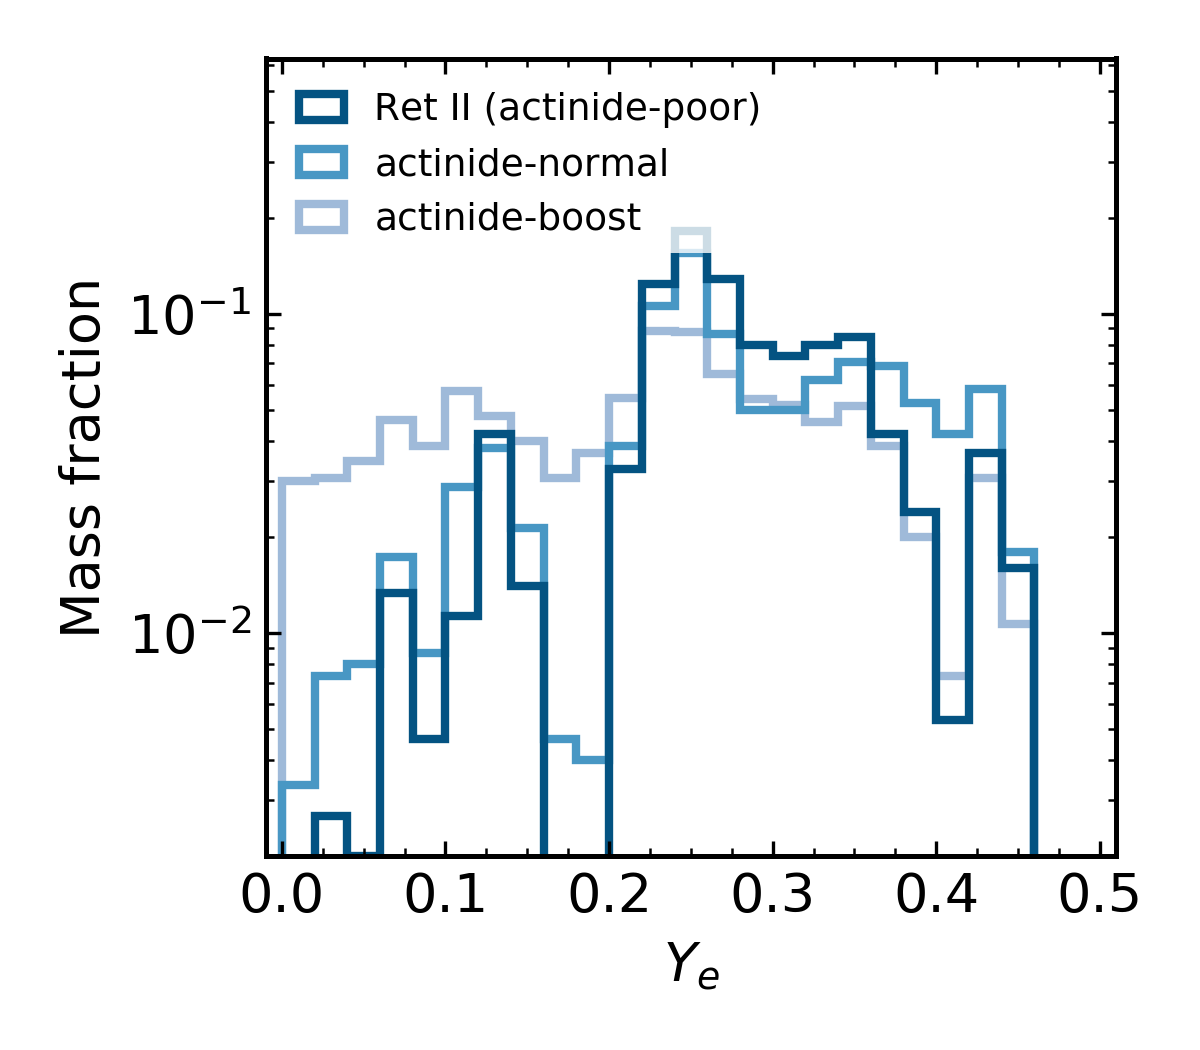 Ret II (actinide-poor)
actinide-normal
actinide-boost
Mass fraction
10⁻¹
10⁻²
0.0 0.1 0.2 0.3 0.4 0.5
Yₑ